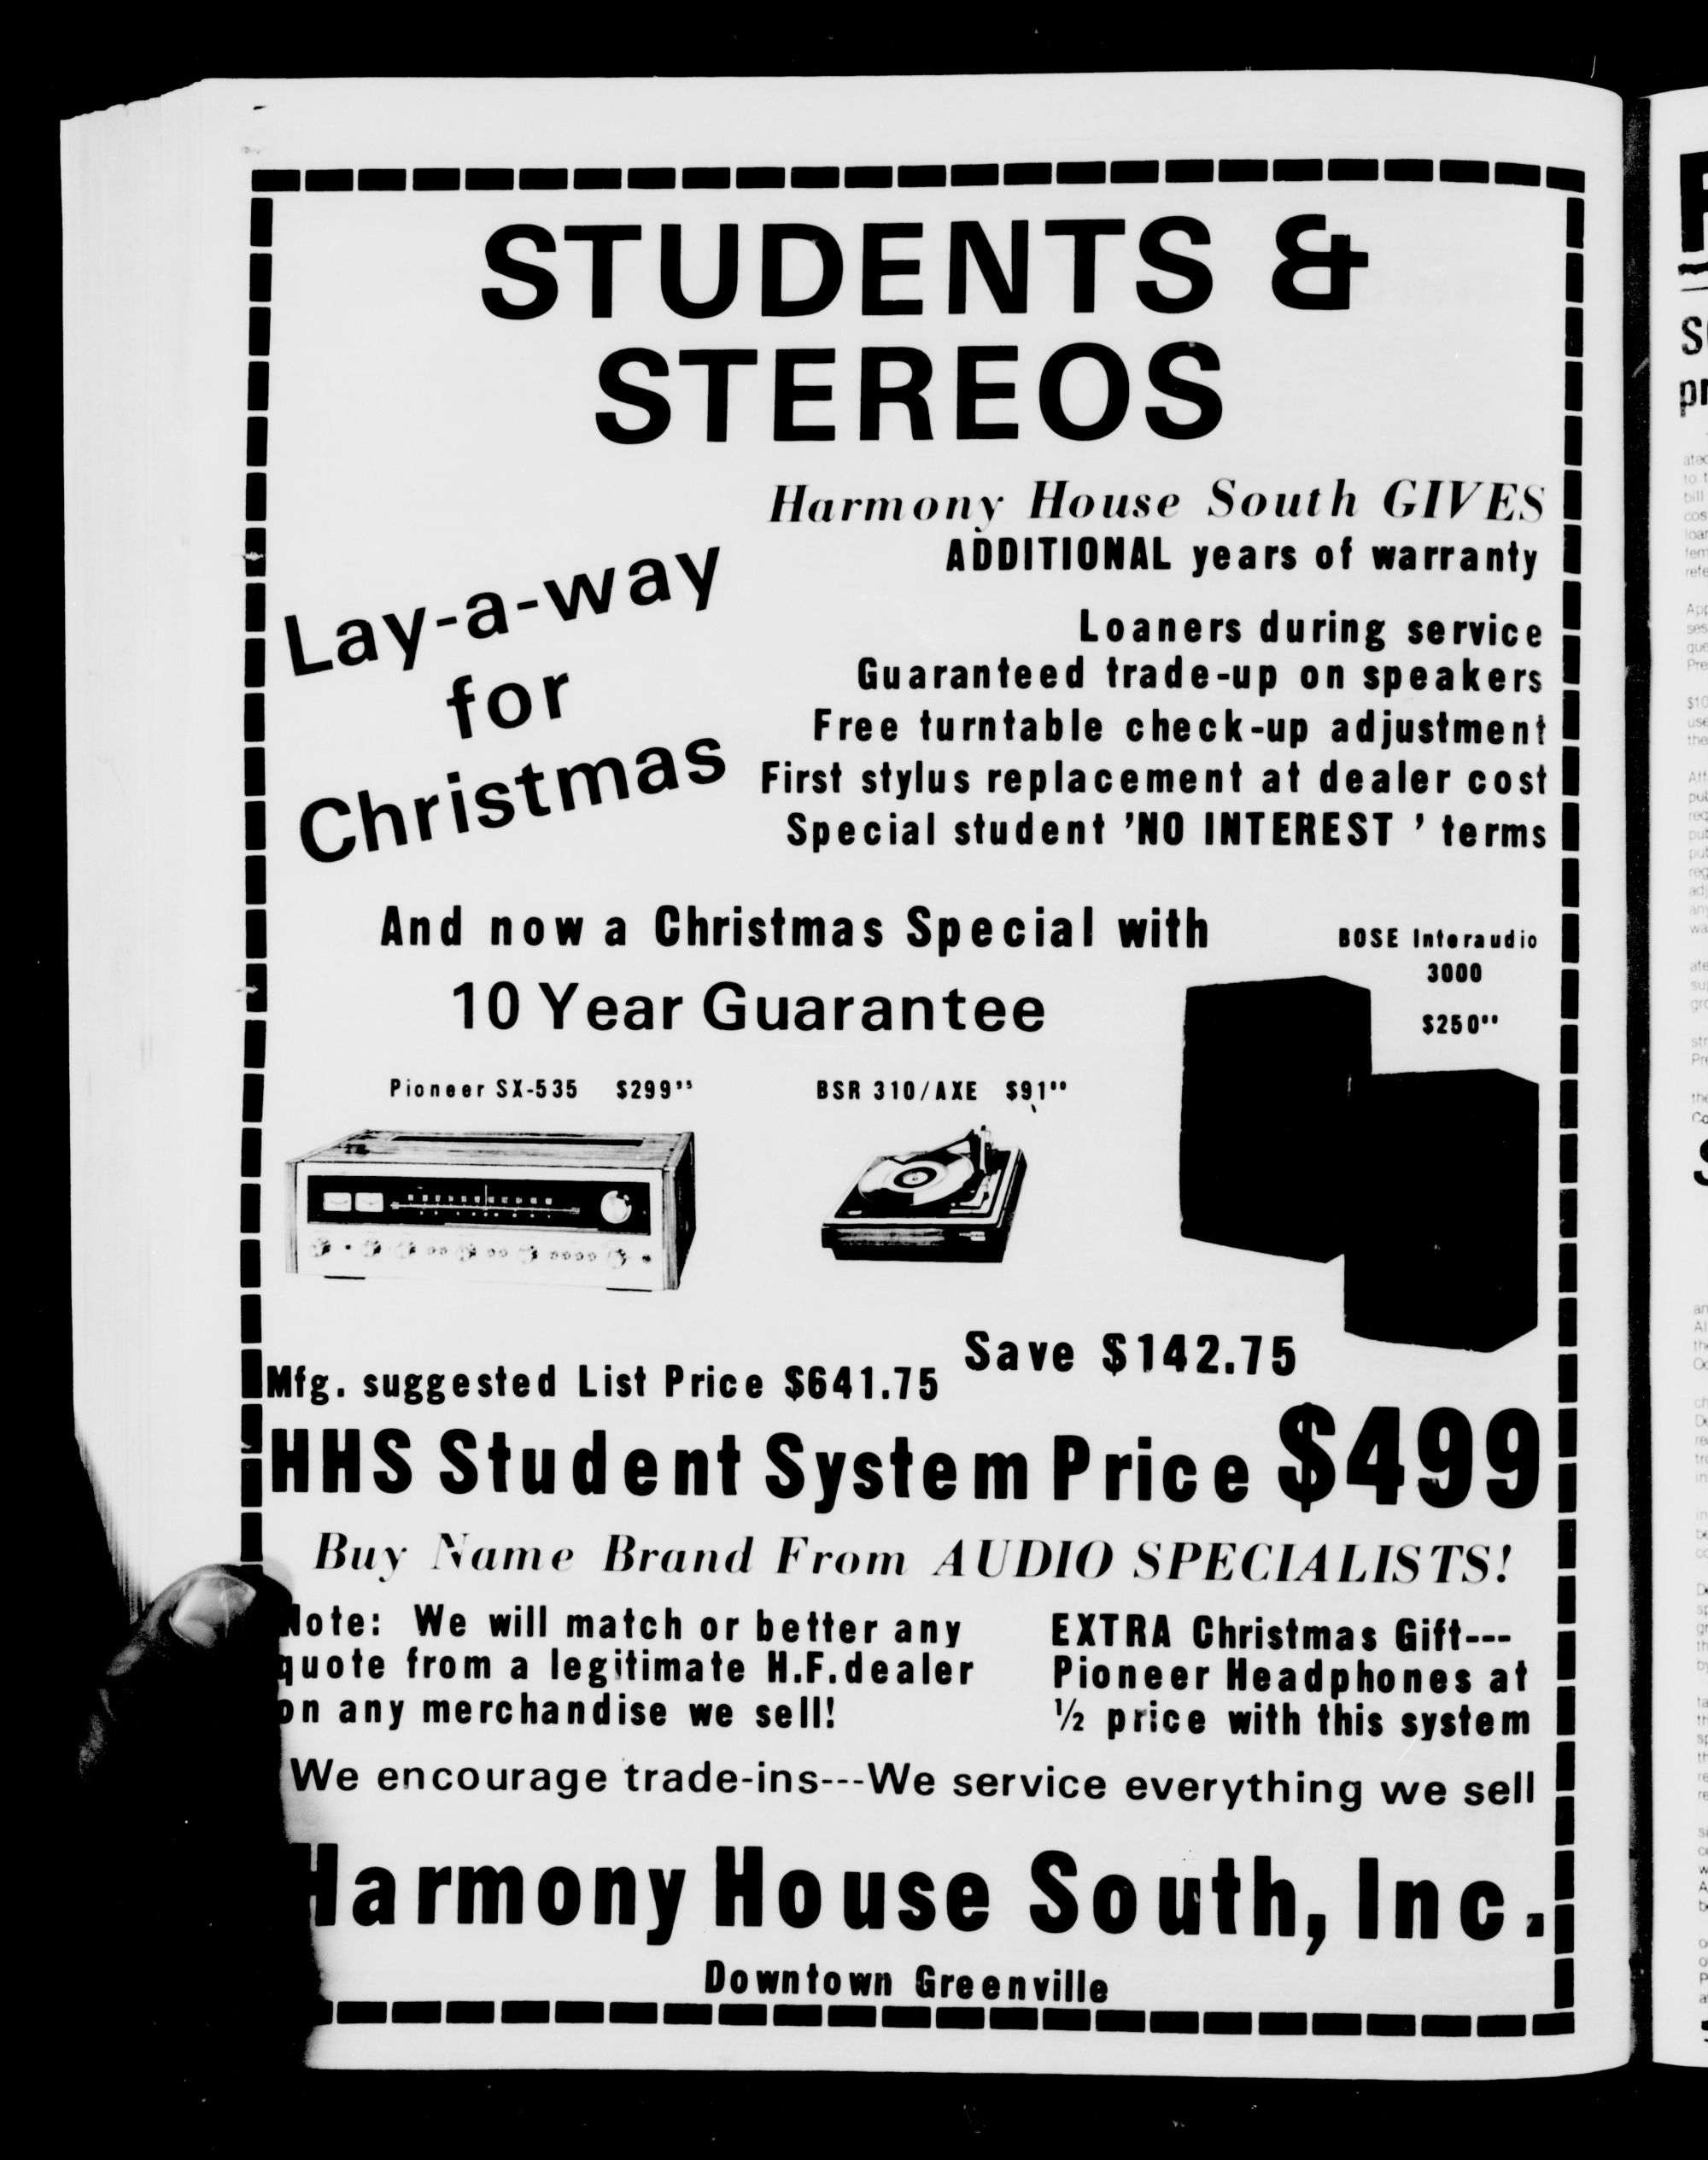 STUDENTS &
STEREOS
Harmony House South GIVES
ADDITIONAL years of warranty
Lay-a-way
for
Christmas
Loaners during service
Guaranteed trade-up on speakers
Free turntable check-up adjustment
First stylus replacement at dealer cost
Special student 'NO INTEREST ' terms
And now a Christmas Special with
10 Year Guarantee
BOSE Interaudio
3000
$250⁰⁰
Pioneer SX-535 $299⁹⁵
BSR 310/AXE $91⁸⁰
Mfg. suggested List Price $641.75
Save $142.75
HHS Student System Price $499
Buy Name Brand From AUDIO SPECIALISTS!
Note: We will match or better any
quote from a legitimate H.F.dealer
on any merchandise we sell!
EXTRA Christmas Gift---
Pioneer Headphones at
½ price with this system
We encourage trade-ins---We service everything we sell
Harmony House South, Inc.
Downtown Greenville